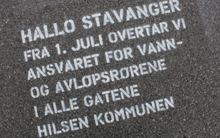 HALLO STAVANGER
FRA 1. JULI OVERTAR VI
ANSVARET FOR VANN-
OG AVLØPSRØRENE
I ALLE GATENE
HILSEN KOMMUNEN